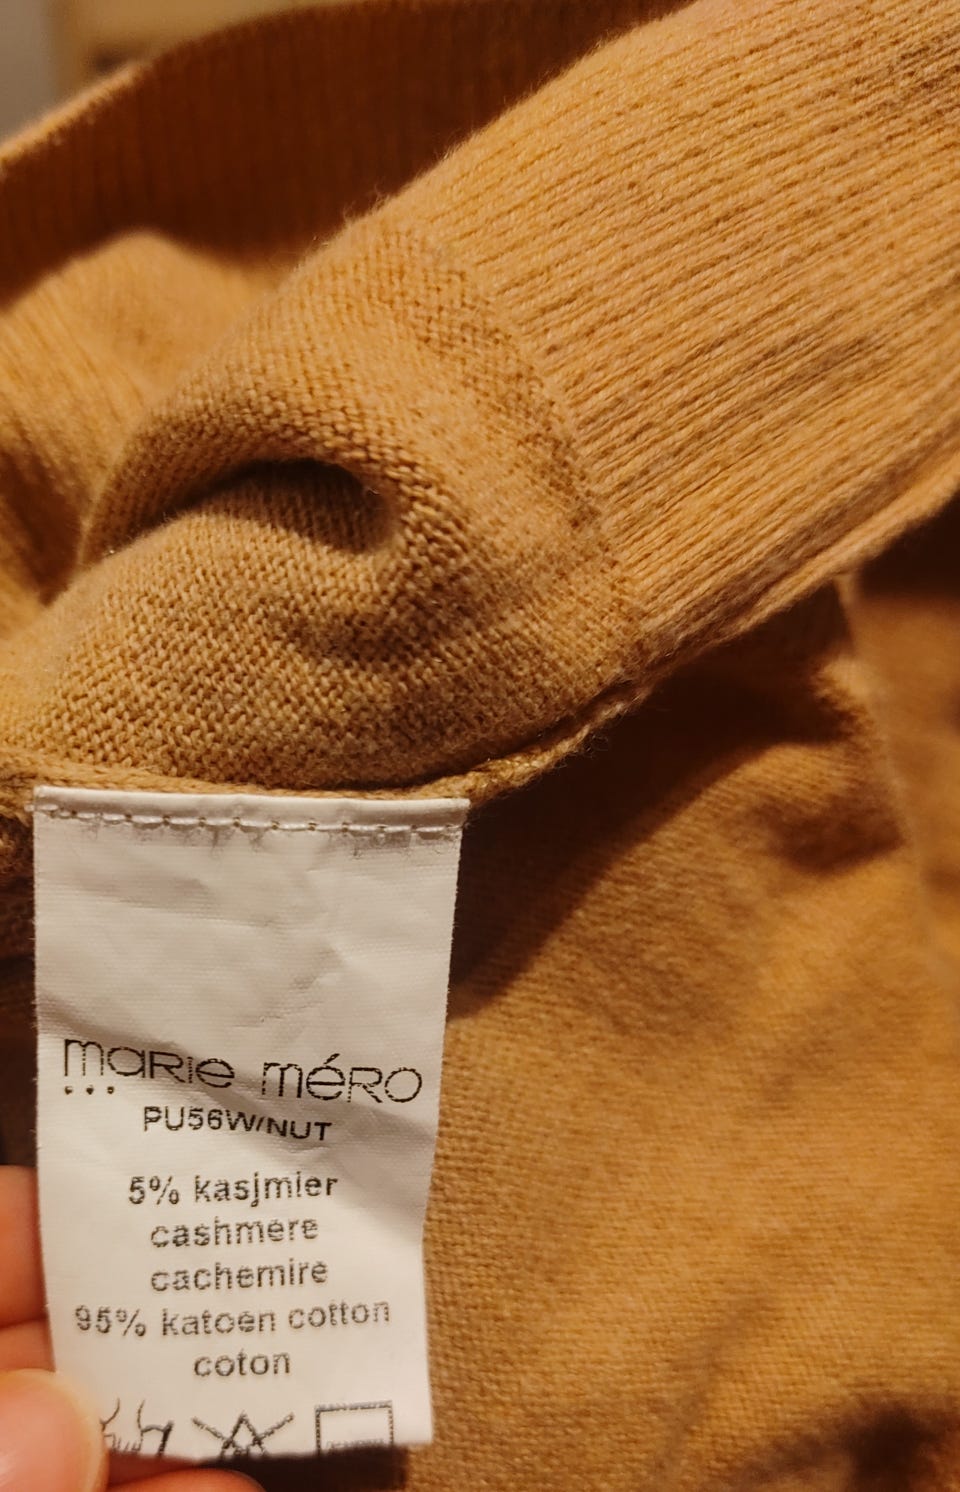 marie méro
PU56W/NUT
5% kasjmier
cashmere
cachemire
95% katoen cotton
coton